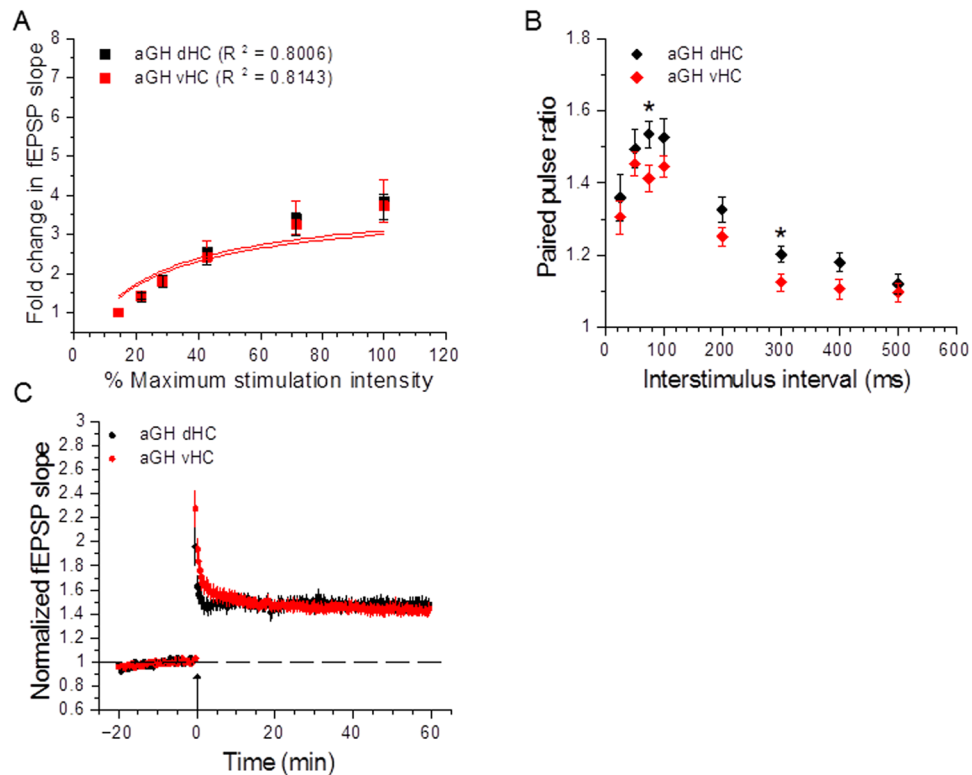 A
Fold change in fEPSP slope
8
7
6
5
4
3
2
1
aGH dHC (R ² = 0.8006)
aGH vHC (R ² = 0.8143)
0 20 40 60 80 100 120
% Maximum stimulation intensity
B
Paired pulse ratio
1.8
1.6
1.4
1.2
1
aGH dHC
aGH vHC
*
*
0 100 200 300 400 500 600
Interstimulus interval (ms)
C
Normalized fEPSP slope
3
2.8
2.6
2.4
2.2
2
1.8
1.6
1.4
1.2
1
0.8
0.6
aGH dHC
aGH vHC
−20 0 20 40 60
Time (min)